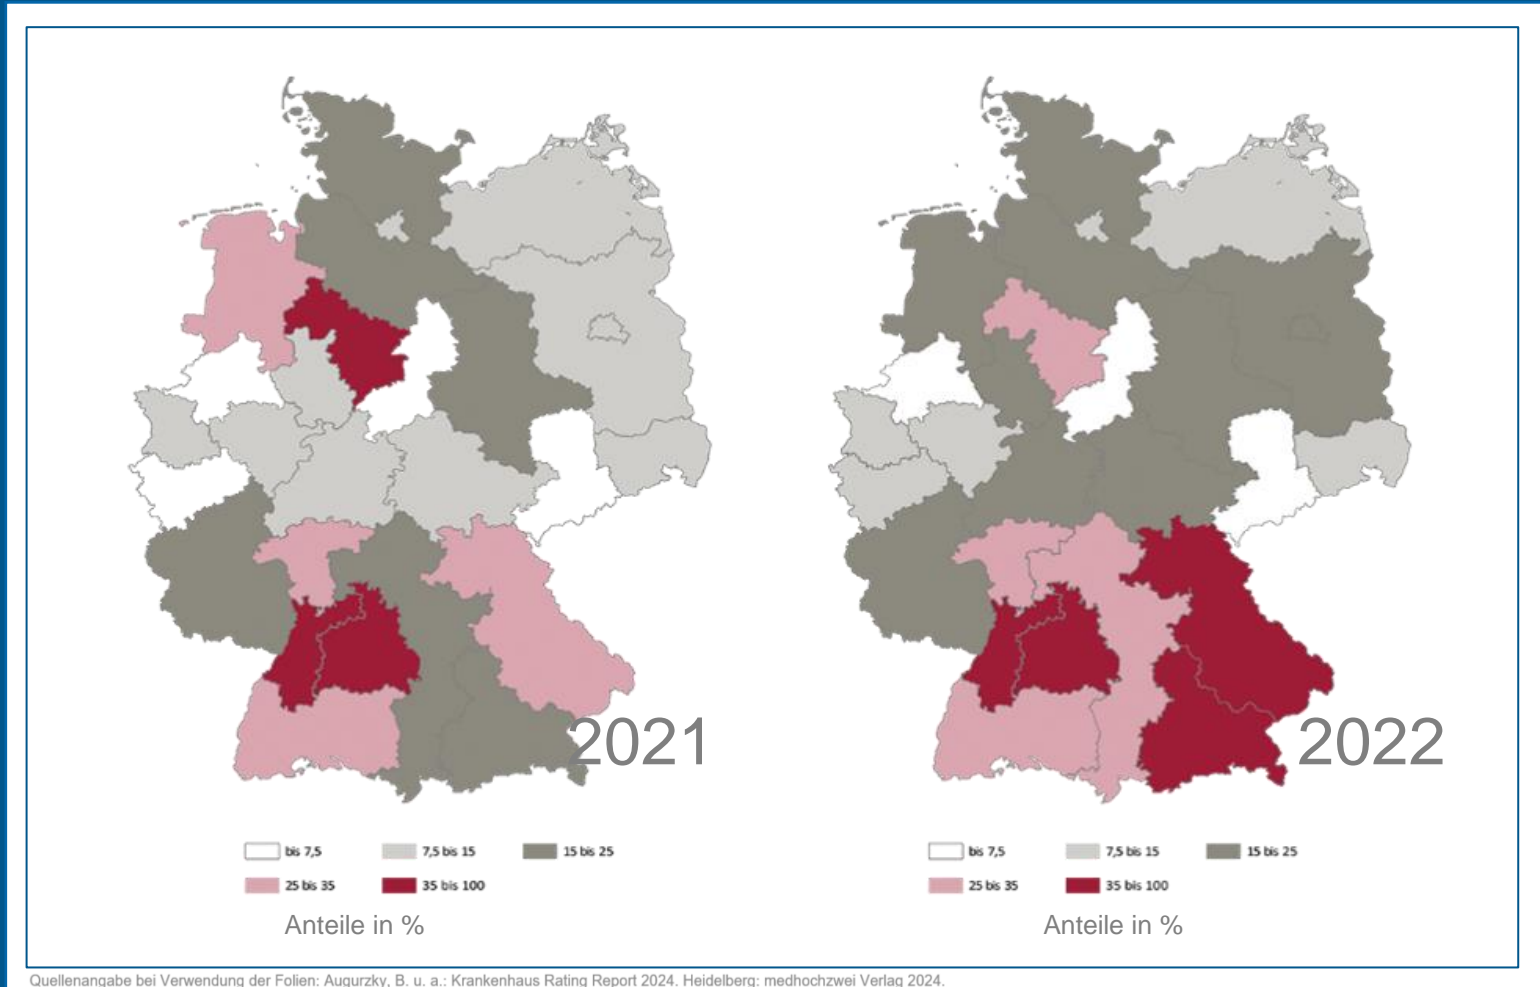 2021
2022
bis 7,5
7,5 bis 15
15 bis 25
25 bis 35
35 bis 100
Anteile in %
bis 7,5
7,5 bis 15
15 bis 25
25 bis 35
35 bis 100
Anteile in %
Quellenangabe bei Verwendung der Folien: Augurzky, B. u. a.: Krankenhaus Rating Report 2024. Heidelberg: medhochzwei Verlag 2024.